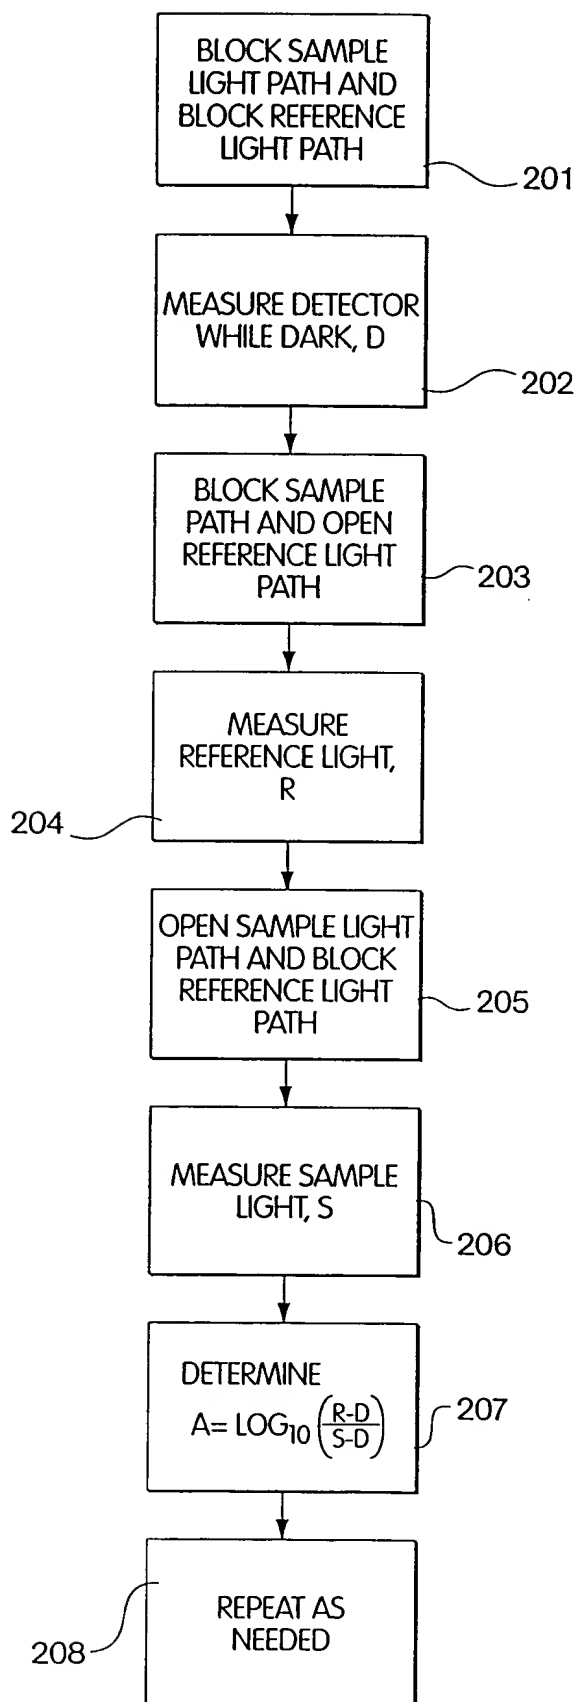 BLOCK SAMPLE
LIGHT PATH AND
BLOCK REFERENCE
LIGHT PATH
201
MEASURE DETECTOR
WHILE DARK, D
202
BLOCK SAMPLE
PATH AND OPEN
REFERENCE LIGHT
PATH
203
MEASURE
REFERENCE LIGHT,
R
204
OPEN SAMPLE LIGHT
PATH AND BLOCK
REFERENCE LIGHT
PATH
205
MEASURE SAMPLE
LIGHT, S
206
DETERMINE
A= LOG₁₀ (R-D/S-D)
207
REPEAT AS
NEEDED
208